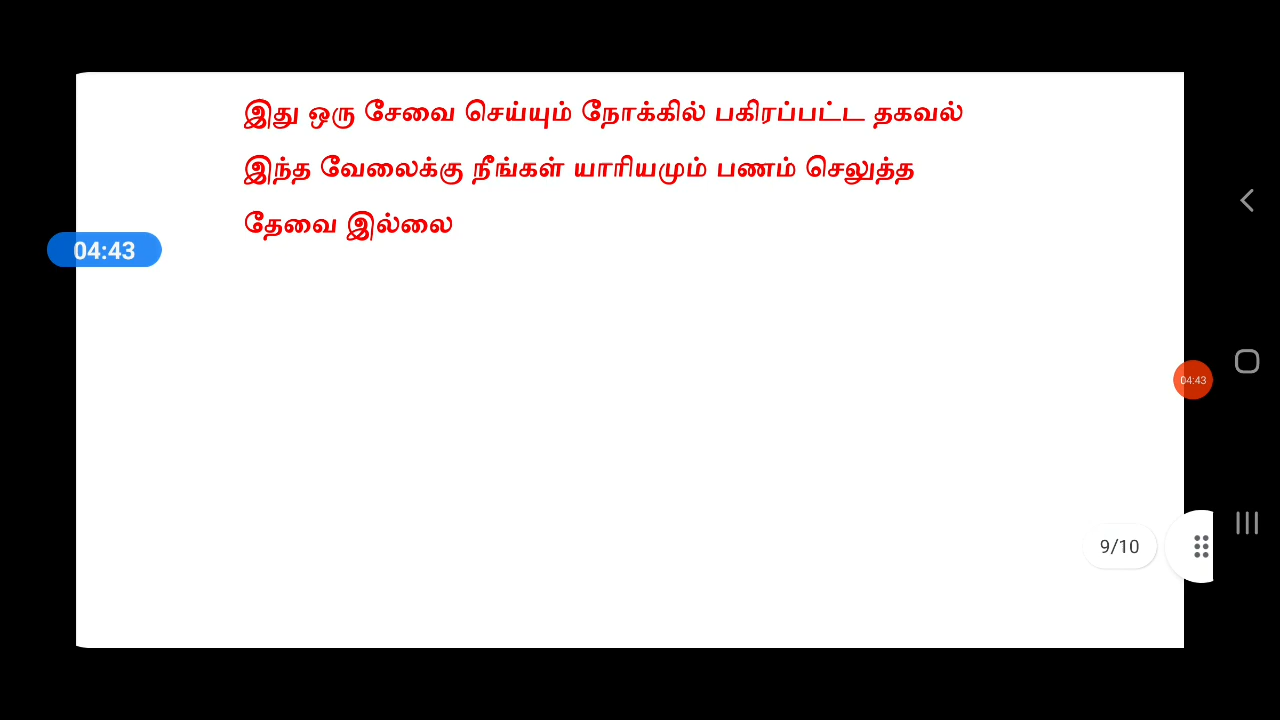 இது ஒரு சேவை செய்யும் நோக்கில் பகிரப்பட்ட தகவல்
இந்த வேலைக்கு நீங்கள் யாரியமும் பணம் செலுத்த
தேவை இல்லை
04:43
04:43
9/10